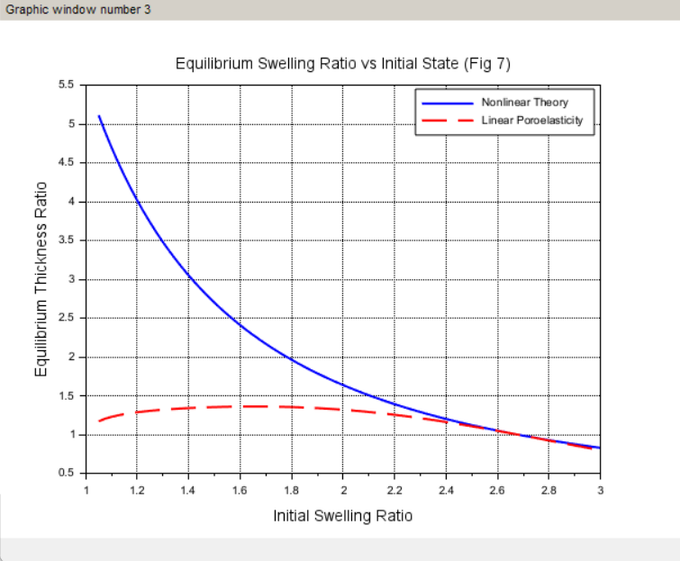 Graphic window number 3
Equilibrium Swelling Ratio vs Initial State (Fig 7)
Nonlinear Theory
Linear Poroelasticity
5.5
5
4.5
4
3.5
3
2.5
2
1.5
1
0.5
Equilibrium Thickness Ratio
1 1.2 1.4 1.6 1.8 2 2.2 2.4 2.6 2.8 3
Initial Swelling Ratio